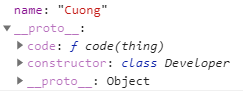 name: "Cuong"
▼__proto__:
▶ code: ƒ code(thing)
▶ constructor: class Developer
▶ __proto__: Object